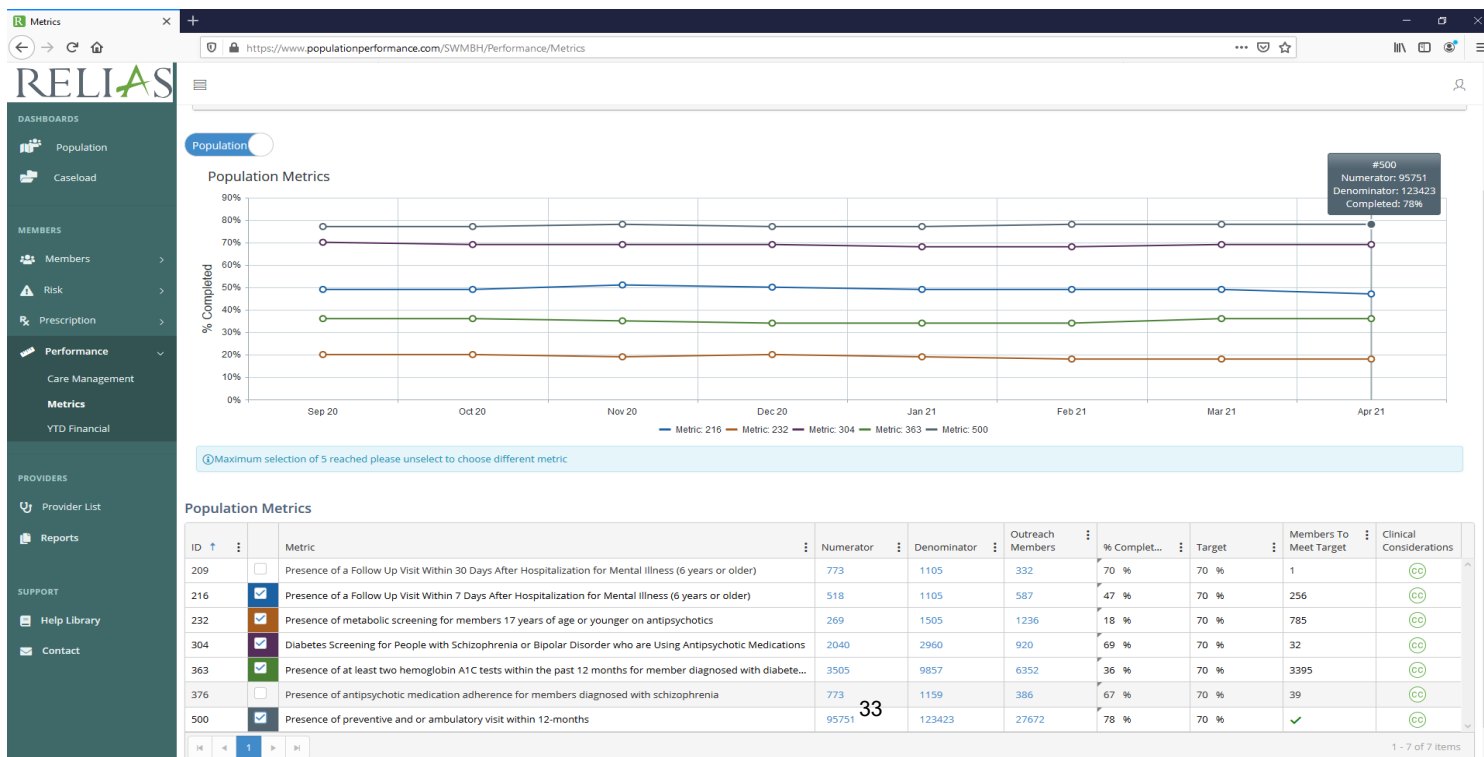 Metrics
https://www.populationperformance.com/SWMBH/Performance/Metrics
RELIAS
DASHBOARDS
Population
Caseload
MEMBERS
Members
Risk
Prescription
Performance
Care Management
Metrics
YTD Financial
PROVIDERS
Provider List
Reports
SUPPORT
Help Library
Contact
Population
Population Metrics
#500
Numerator: 95751
Denominator: 123423
Completed: 78%
% Completed
90%
80%
70%
60%
50%
40%
30%
20%
10%
0%
Sep 20 Oct 20 Nov 20 Dec 20 Jan 21 Feb 21 Mar 21 Apr 21
Metric: 216 Metric: 232 Metric: 304 Metric: 363 Metric: 500
Maximum selection of 5 reached please unselect to choose different metric
Population Metrics
ID Metric Numerator Denominator Outreach Members % Complet... Target Members To Meet Target Clinical Considerations
209 Presence of a Follow Up Visit Within 30 Days After Hospitalization for Mental Illness (6 years or older) 773 1105 332 70 % 70 % 1 CC
216 Presence of a Follow Up Visit Within 7 Days After Hospitalization for Mental Illness (6 years or older) 518 1105 587 47 % 70 % 256 CC
232 Presence of metabolic screening for members 17 years of age or younger on antipsychotics 269 1505 1236 18 % 70 % 785 CC
304 Diabetes Screening for People with Schizophrenia or Bipolar Disorder who are Using Antipsychotic Medications 2040 2960 920 69 % 70 % 32 CC
363 Presence of at least two hemoglobin A1C tests within the past 12 months for member diagnosed with diabete... 3505 9857 6352 36 % 70 % 3395 CC
376 Presence of antipsychotic medication adherence for members diagnosed with schizophrenia 773 1159 386 67 % 70 % 39 CC
500 Presence of preventive and or ambulatory visit within 12-months 95751 123423 27672 78 % 70 % CC
33
1
1 - 7 of 7 items